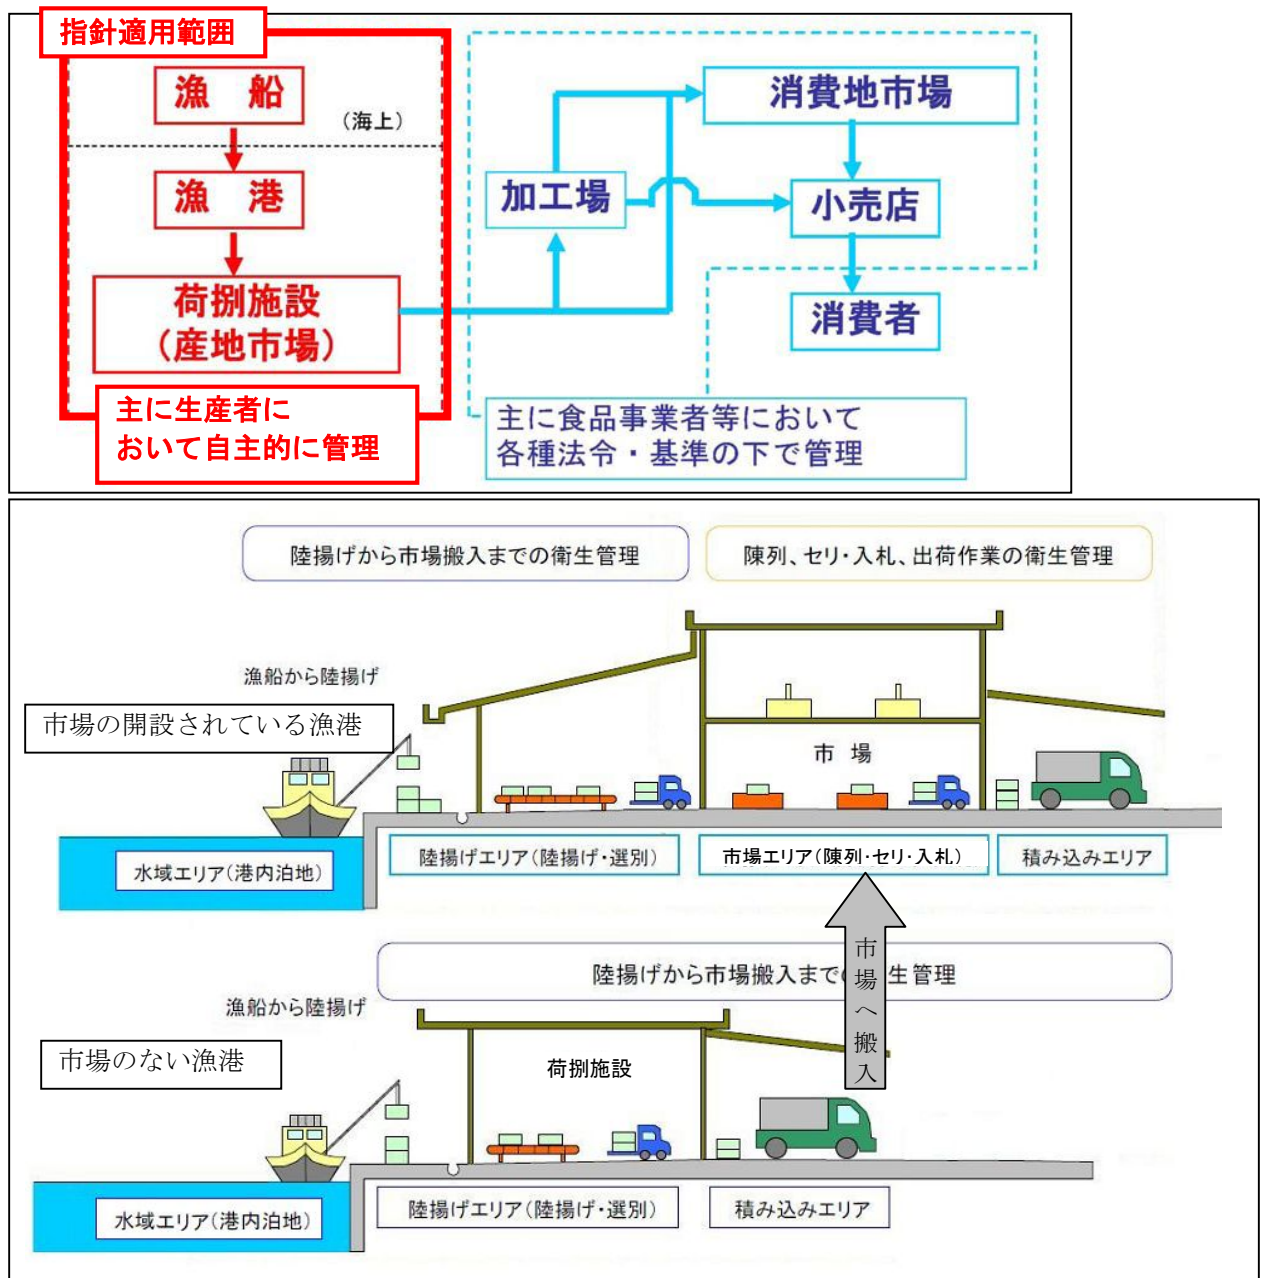 指針適用範囲
漁　船
（海上）
漁　港
荷捌施設
（産地市場）
主に生産者に
おいて自主的に管理
消費地市場
加工場
小売店
消費者
主に食品事業者等において
各種法令・基準の下で管理
陸揚げから市場搬入までの衛生管理
陳列、セリ・入札、出荷作業の衛生管理
漁船から陸揚げ
市場の開設されている漁港
市　場
水域エリア（港内泊地）
陸揚げエリア（陸揚げ・選別）
市場エリア（陳列・セリ・入札）
積み込みエリア
市場へ搬入
陸揚げから市場搬入まで　生管理
漁船から陸揚げ
市場のない漁港
荷捌施設
水域エリア（港内泊地）
陸揚げエリア（陸揚げ・選別）
積み込みエリア